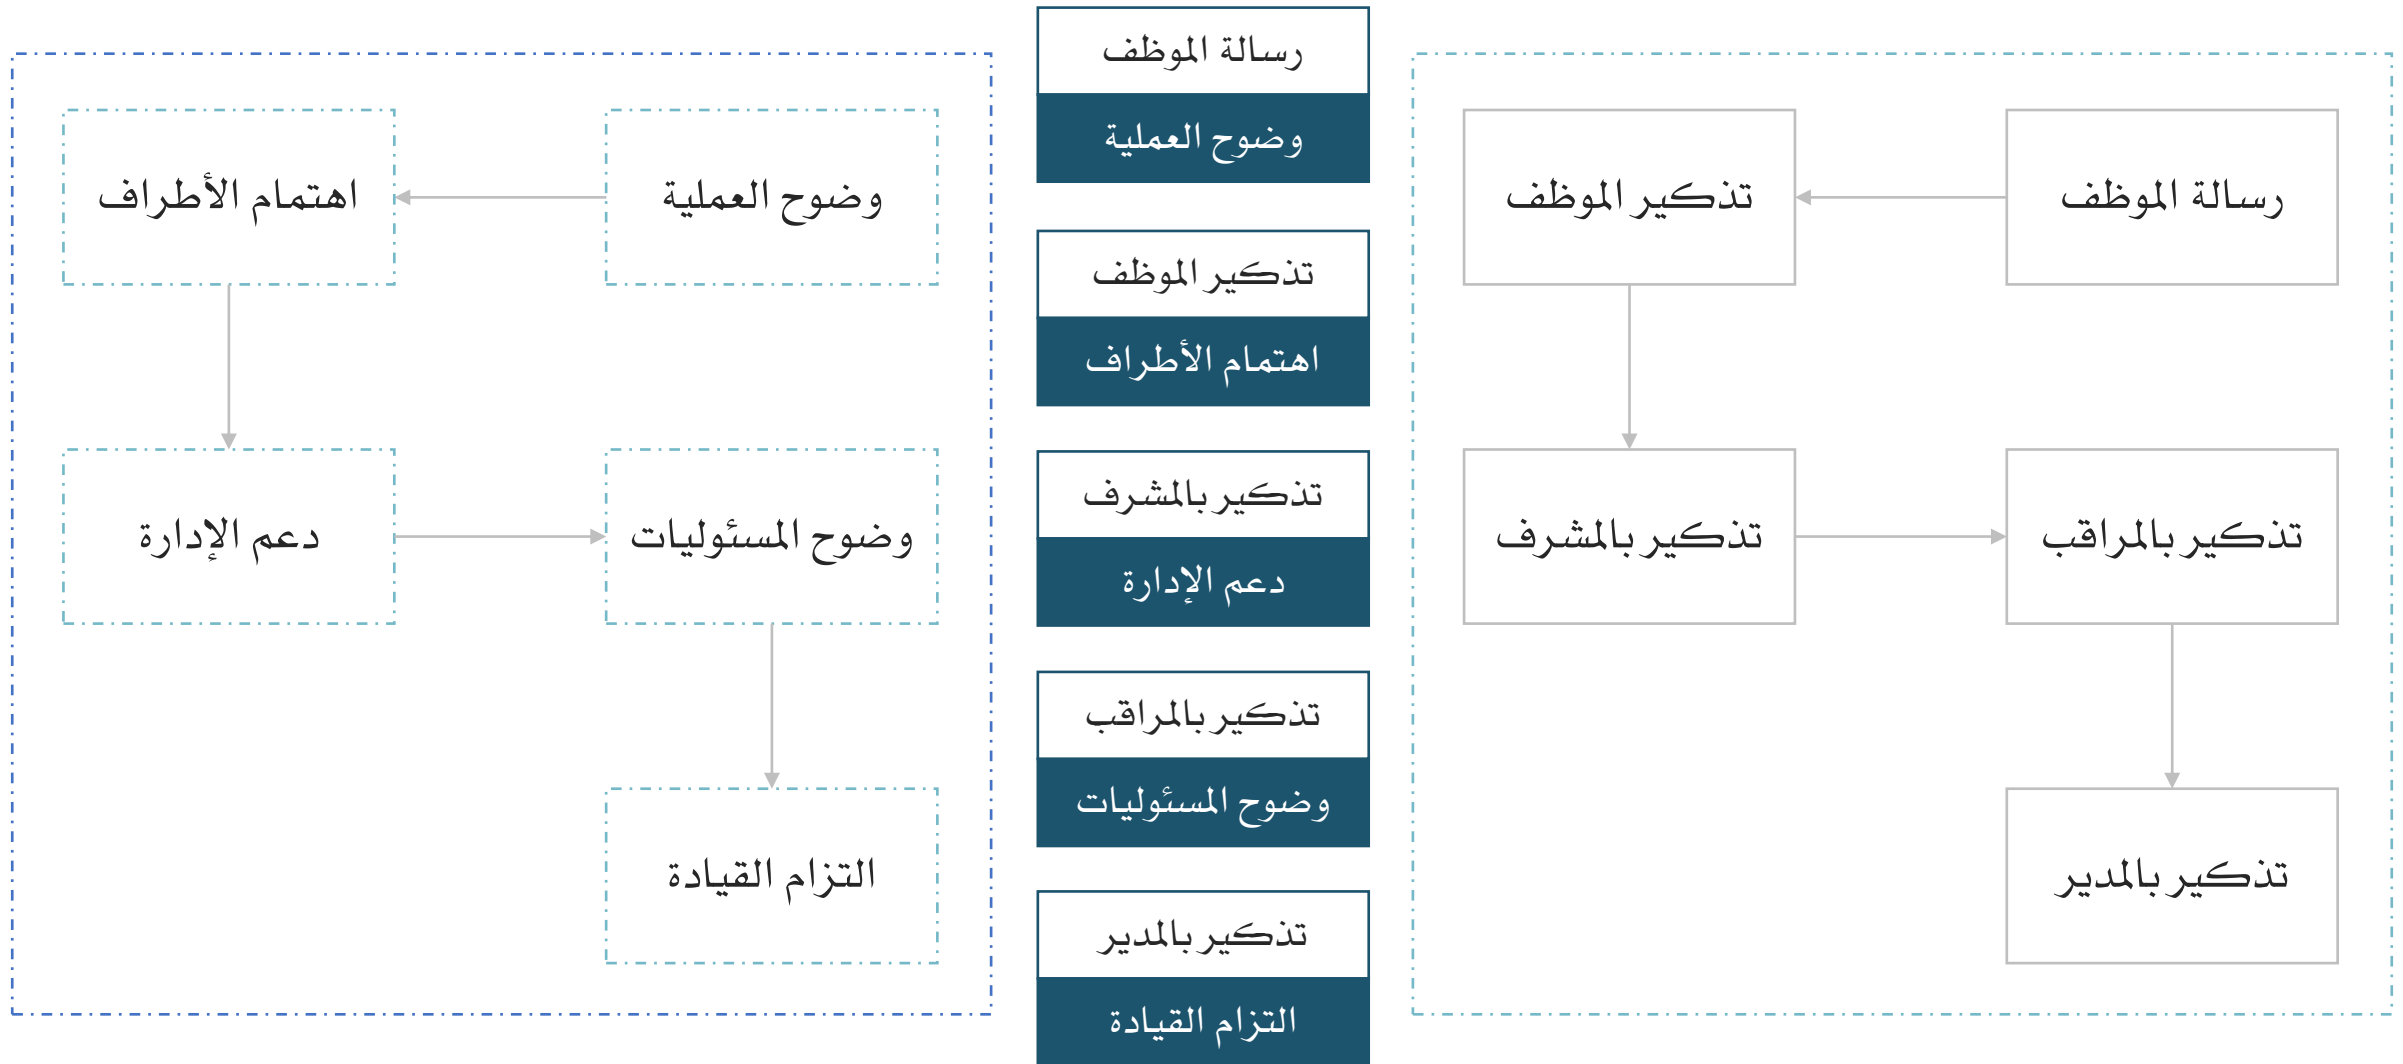 رسالة الموظف
تذكير الموظف
تذكير بالمشرف
تذكير بالمراقب
تذكير بالمدير
رسالة الموظف
وضوح العملية
تذكير الموظف
اهتمام الأطراف
تذكير بالمشرف
دعم الإدارة
تذكير بالمراقب
وضوح المسئوليات
تذكير بالمدير
التزام القيادة
وضوح العملية
اهتمام الأطراف
دعم الإدارة
وضوح المسئوليات
التزام القيادة